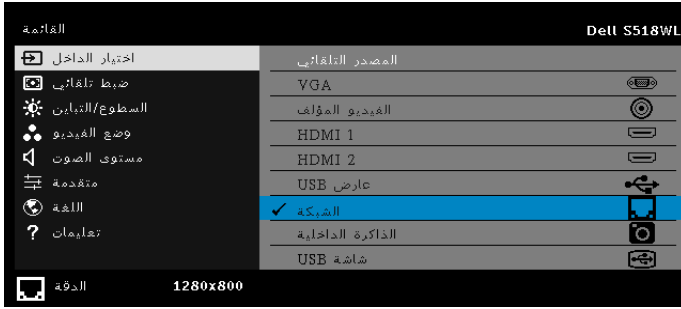 القائمة
Dell S518WL
اختيار الداخل
ضبط تلقائي
السطوع/التباين
وضع الفيديو
مستوى الصوت
متقدمة
اللغة
تعليمات
المصدر التلقائي
VGA
الفيديو المؤلف
HDMI 1
HDMI 2
عارض USB
الشبكة
الذاكرة الداخلية
شاشة USB
الدقة 1280x800